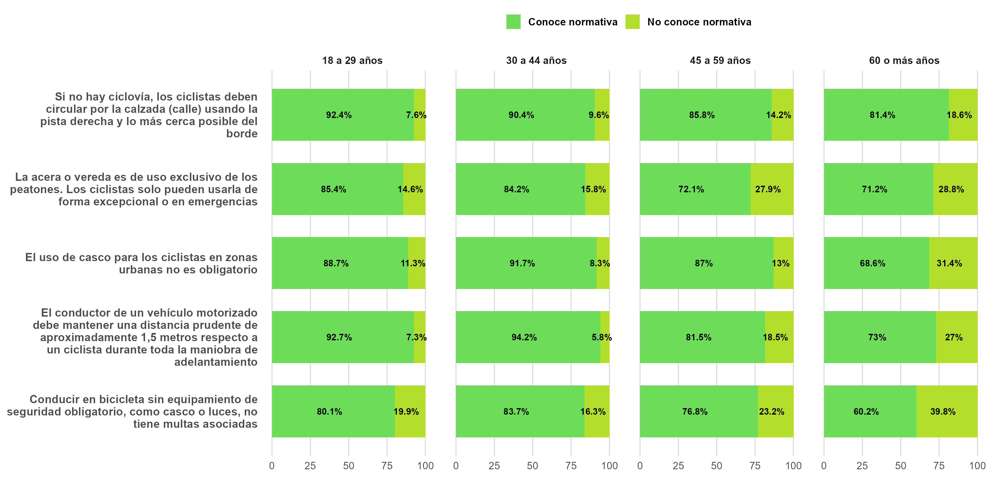 Conoce normativa No conoce normativa
18 a 29 años 30 a 44 años 45 a 59 años 60 o más años
Si no hay ciclovía, los ciclistas deben
circular por la calzada (calle) usando la
pista derecha y lo más cerca posible del
borde
92.4% 7.6% 90.4% 9.6% 85.8% 14.2% 81.4% 18.6%
La acera o vereda es de uso exclusivo de los
peatones. Los ciclistas solo pueden usarla de
forma excepcional o en emergencias
85.4% 14.6% 84.2% 15.8% 72.1% 27.9% 71.2% 28.8%
El uso de casco para los ciclistas en zonas
urbanas no es obligatorio
88.7% 11.3% 91.7% 8.3% 87% 13% 68.6% 31.4%
El conductor de un vehículo motorizado
debe mantener una distancia prudente de
aproximadamente 1,5 metros respecto a
un ciclista durante toda la maniobra de
adelantamiento
92.7% 7.3% 94.2% 5.8% 81.5% 18.5% 73% 27%
Conducir en bicicleta sin equipamiento de
seguridad obligatorio, como casco o luces, no
tiene multas asociadas
80.1% 19.9% 83.7% 16.3% 76.8% 23.2% 60.2% 39.8%
0 25 50 75 100 0 25 50 75 100 0 25 50 75 100 0 25 50 75 100